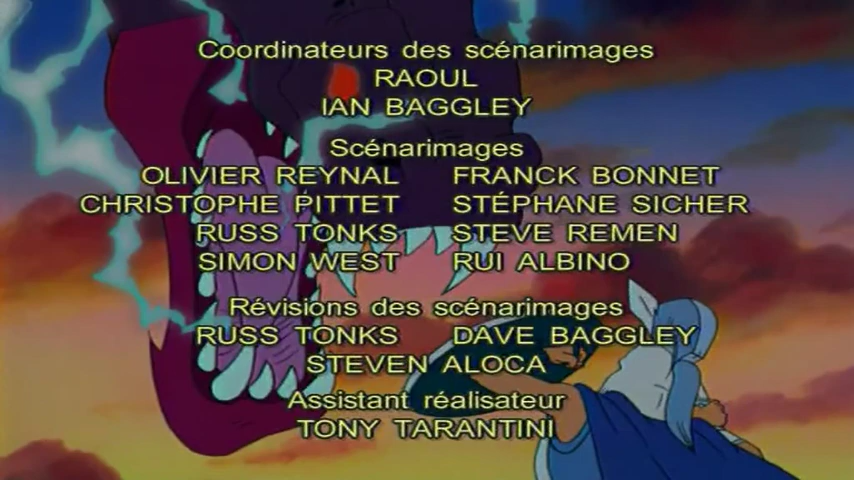 Coordinateurs des scénarimages
RAOUL
IAN BAGGLEY
Scénarimages
OLIVIER REYNAL FRANCK BONNET
CHRISTOPHE PITTET STÉPHANE SICHER
RUSS TONKS STEVE REMEN
SIMON WEST RUI ALBINO
Révisions des scénarimages
RUSS TONKS DAVE BAGGLEY
STEVEN ALOCA
Assistant réalisateur
TONY TARANTINI